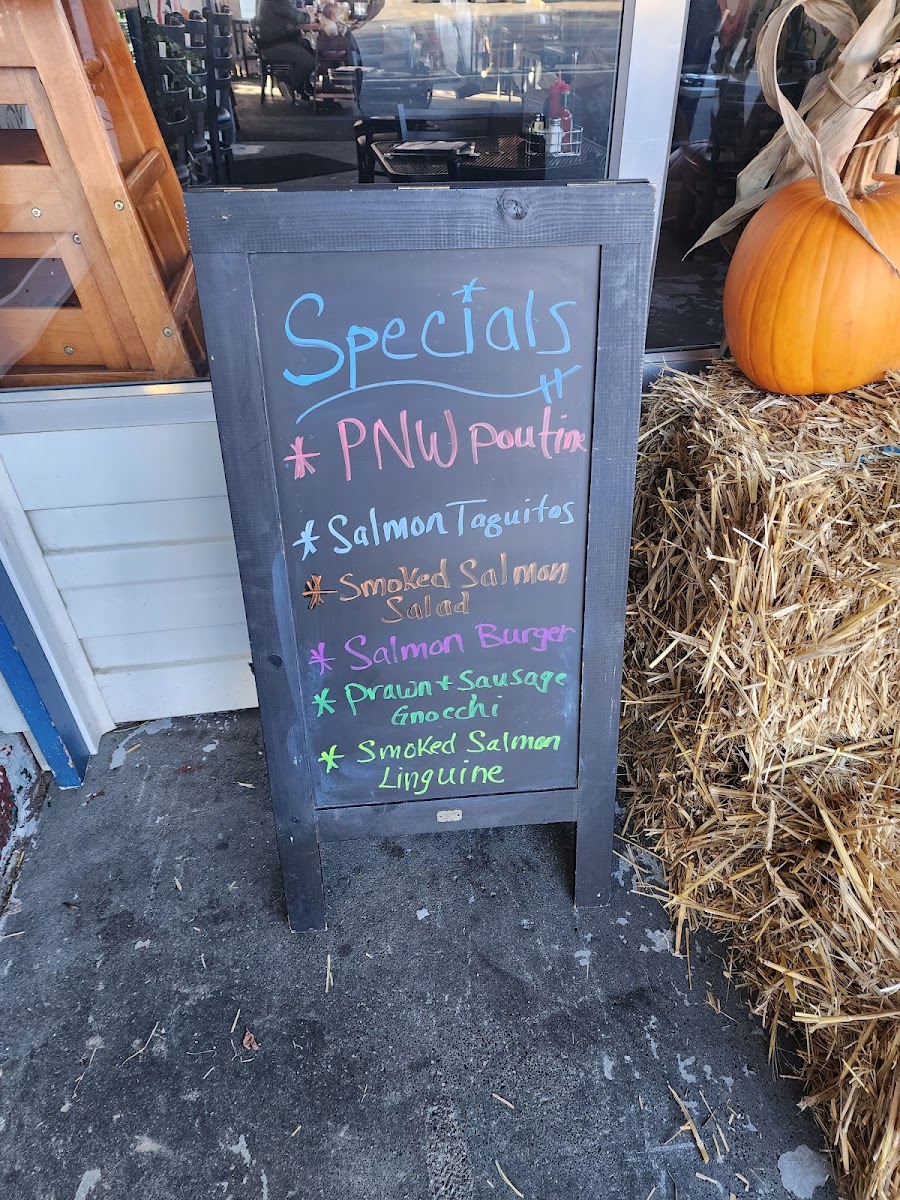 Specials
* PNW poutine
* Salmon Taquitos
* Smoked Salmon
Salad
* Salmon Burger
* Prawn + Sausage
Gnocchi
* Smoked Salmon
Linguine